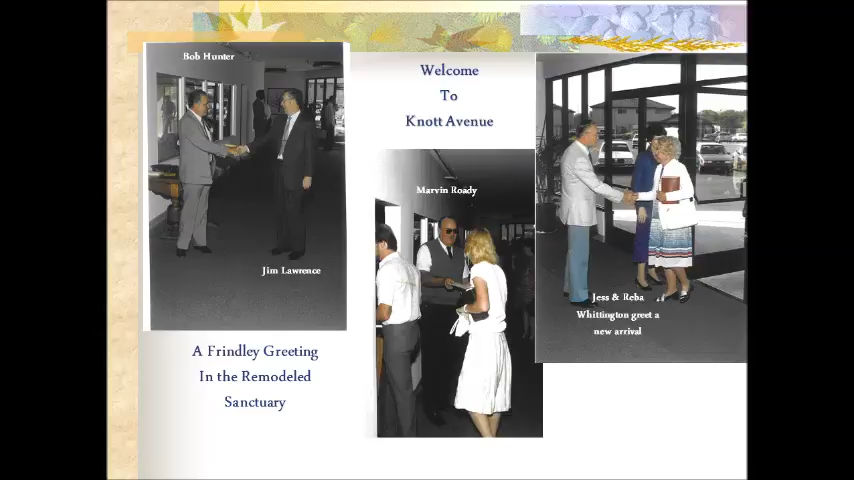 Bob Hunter
Jim Lawrence
A Frindley Greeting
In the Remodeled
Sanctuary
Welcome
To
Knott Avenue
Marvin Roady
Jess & Reba
Whittington greet a
new arrival